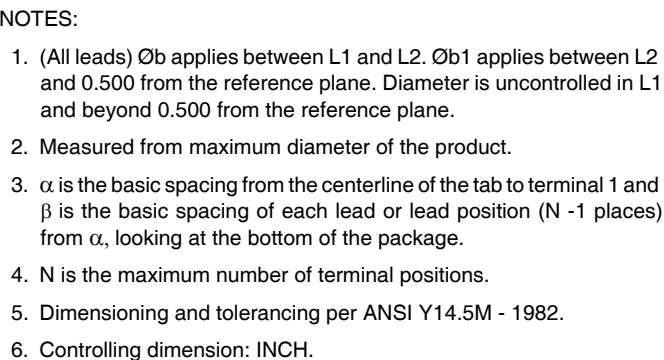 NOTES:
1. (All leads) Øb applies between L1 and L2. Øb1 applies between L2
and 0.500 from the reference plane. Diameter is uncontrolled in L1
and beyond 0.500 from the reference plane.
2. Measured from maximum diameter of the product.
3. α is the basic spacing from the centerline of the tab to terminal 1 and
β is the basic spacing of each lead or lead position (N -1 places)
from α, looking at the bottom of the package.
4. N is the maximum number of terminal positions.
5. Dimensioning and tolerancing per ANSI Y14.5M - 1982.
6. Controlling dimension: INCH.